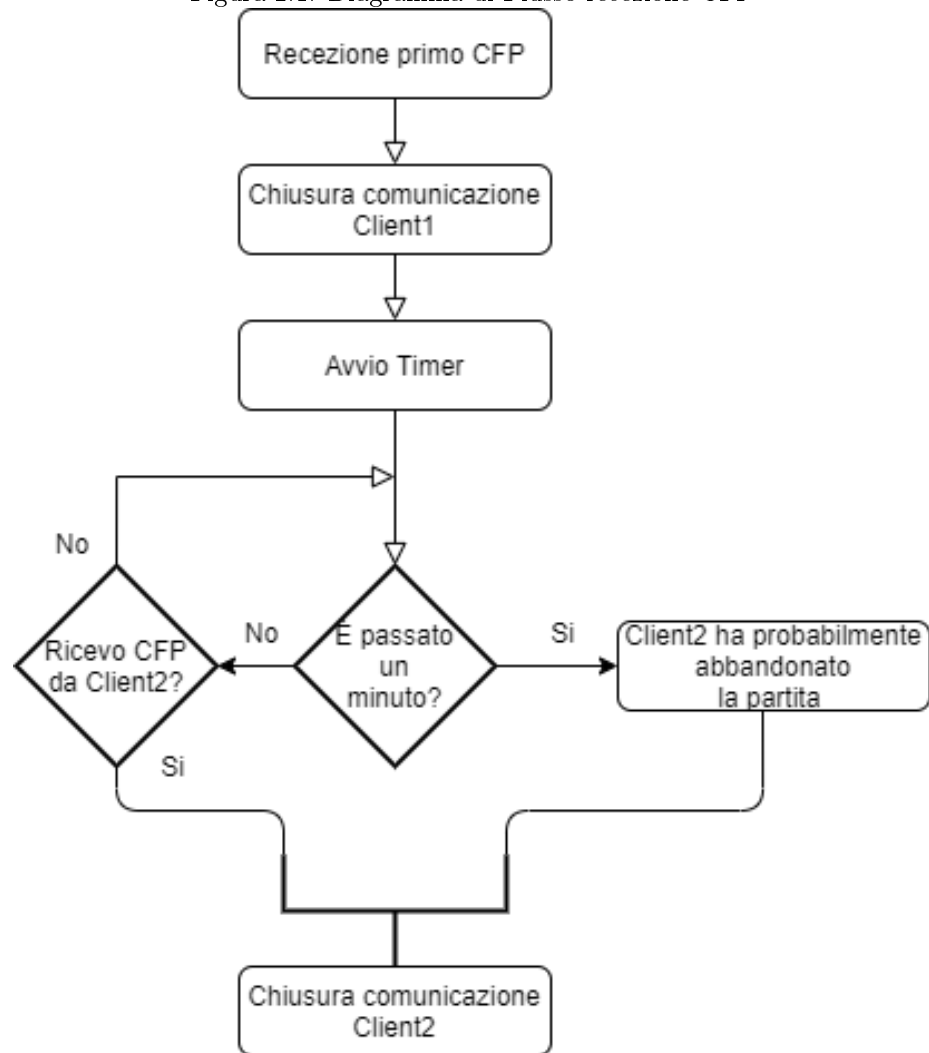 Recezione primo CFP
Chiusura comunicazione
Client1
Avvio Timer
No
Ricevo CFP
da Client2?
No
È passato
un
minuto?
Si
Client2 ha probabilmente
abbandonato
la partita
Si
Chiusura comunicazione
Client2